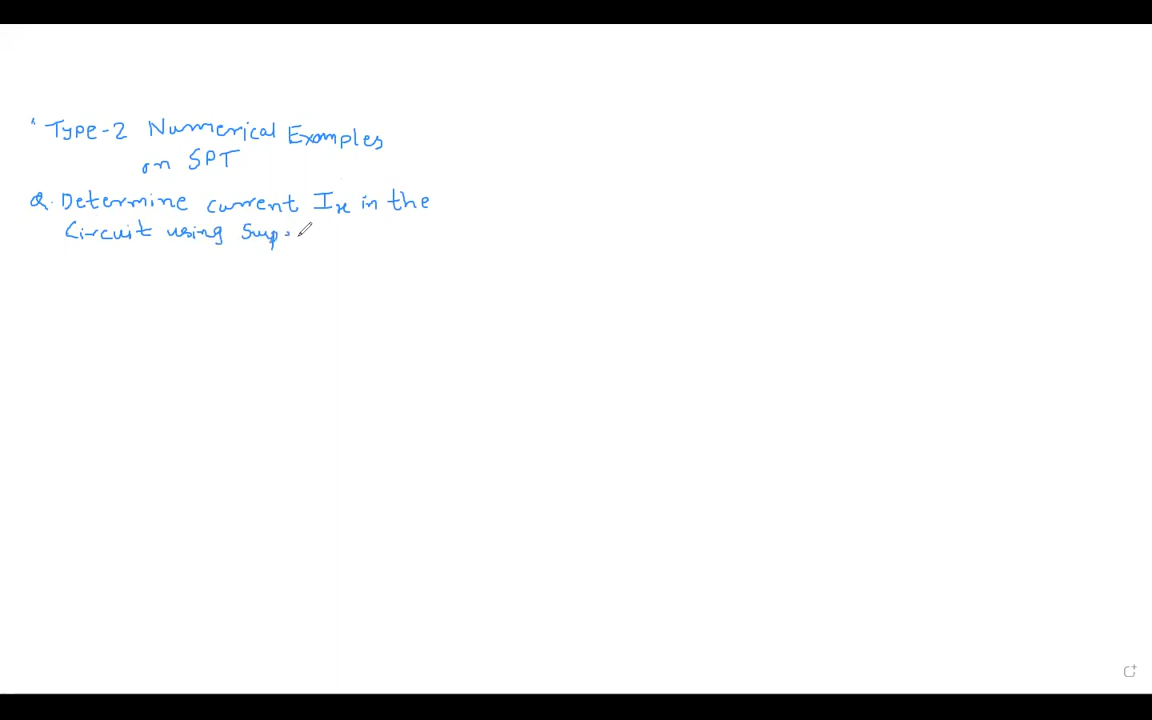 Type-2 Numerical Examples
on SPT
Q. Determine current Ix in the
Circuit using Sup.